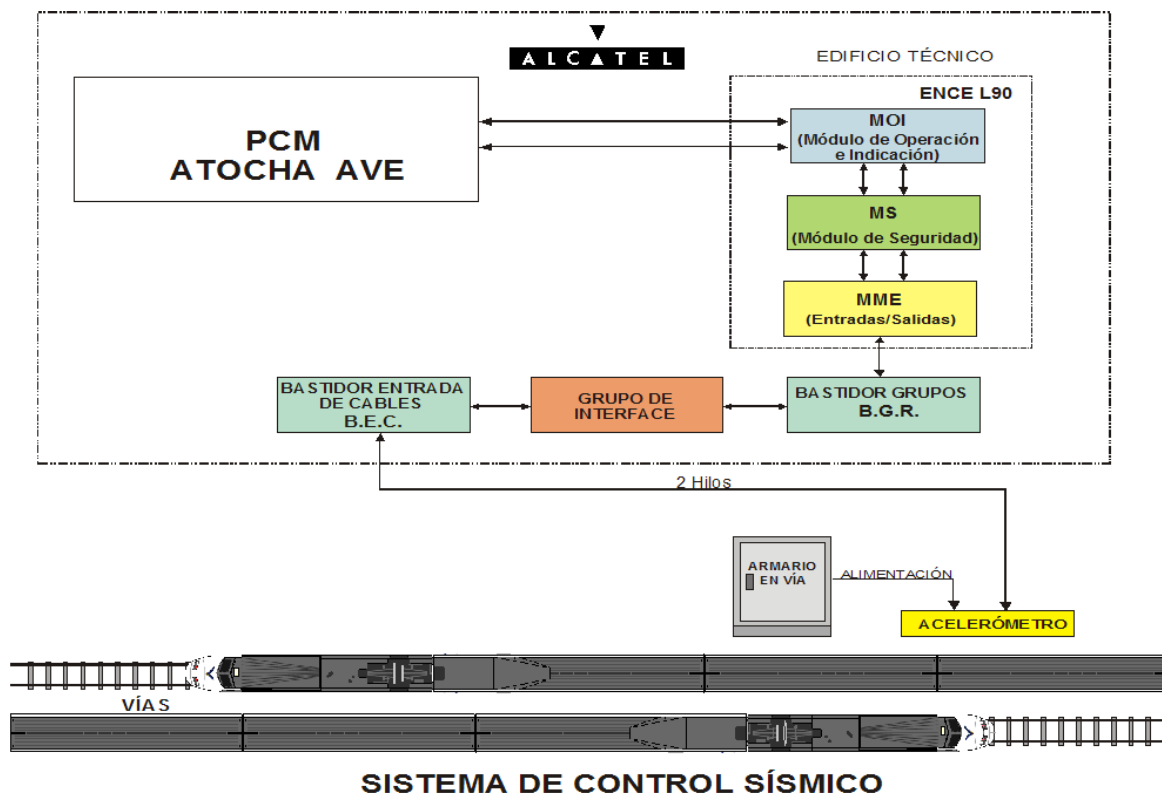 ALCATEL
EDIFICIO TÉCNICO
ENCE L90
PCM
ATOCHA AVE
MOI
(Módulo de Operación
e Indicación)
MS
(Módulo de Seguridad)
MME
(Entradas/Salidas)
BASTIDOR ENTRADA
DE CABLES
B.E.C.
GRUPO DE
INTERFACE
BASTIDOR GRUPOS
B.G.R.
2 Hilos
ARMARIO
EN VÍA
ALIMENTACIÓN
ACELERÓMETRO
VÍAS
SISTEMA DE CONTROL SÍSMICO